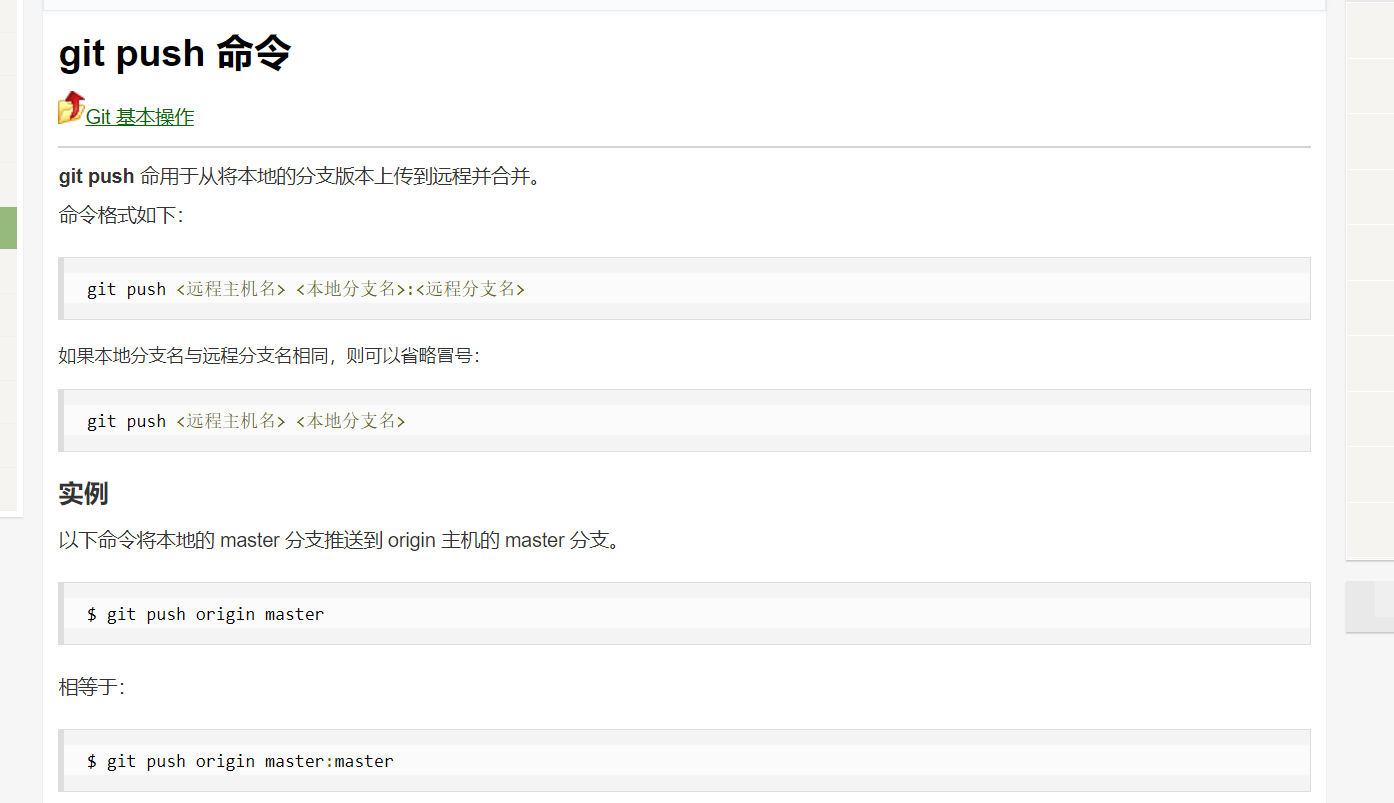 git push 命令
Git 基本操作
git push 命用于从将本地的分支版本上传到远程并合并。
命令格式如下：
git push <远程主机名> <本地分支名>:<远程分支名>
如果本地分支名与远程分支名相同，则可以省略冒号：
git push <远程主机名> <本地分支名>
实例
以下命令将本地的 master 分支推送到 origin 主机的 master 分支。
$ git push origin master
相等于：
$ git push origin master:master